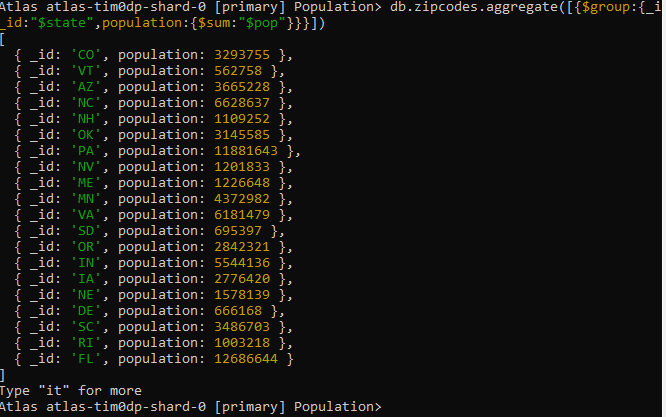 Atlas atlas-tim0dp-shard-0 [primary] Population> db.zipcodes.aggregate([{$group:{_i
_id:"$state",population:{$sum:"$pop"}}}])
[
  { _id: 'CO', population: 3293755 },
  { _id: 'VT', population: 562758 },
  { _id: 'AZ', population: 3665228 },
  { _id: 'NC', population: 6628637 },
  { _id: 'NH', population: 1109252 },
  { _id: 'OK', population: 3145585 },
  { _id: 'PA', population: 11881643 },
  { _id: 'NV', population: 1201833 },
  { _id: 'ME', population: 1226648 },
  { _id: 'MN', population: 4372982 },
  { _id: 'VA', population: 6181479 },
  { _id: 'SD', population: 695397 },
  { _id: 'OR', population: 2842321 },
  { _id: 'IN', population: 5544136 },
  { _id: 'IA', population: 2776420 },
  { _id: 'NE', population: 1578139 },
  { _id: 'DE', population: 666168 },
  { _id: 'SC', population: 3486703 },
  { _id: 'RI', population: 1003218 },
  { _id: 'FL', population: 12686644 }
]
Type "it" for more
Atlas atlas-tim0dp-shard-0 [primary] Population>